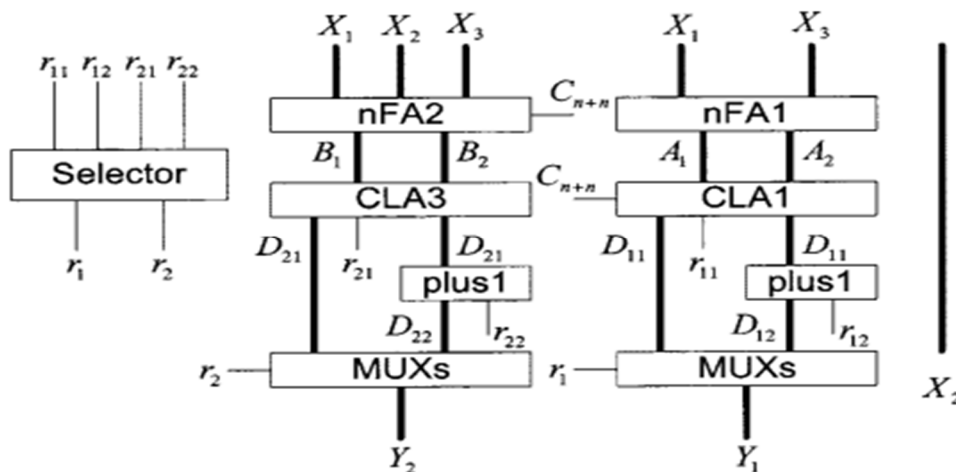 r₁₁ r₁₂ r₂₁ r₂₂
Selector
r₁ r₂
X₁ X₂ X₃
nFA2
Cₙ₊ₙ
B₁ B₂
CLA3
D₂₁ r₂₁ D₂₁
plus1
D₂₂ r₂₂
r₂ MUXs
Y₂
X₁ X₃
nFA1
A₁ A₂
Cₙ₊ₙ
CLA1
D₁₁ r₁₁ D₁₁
plus1
D₁₂ r₁₂
r₁ MUXs
Y₁
X₂